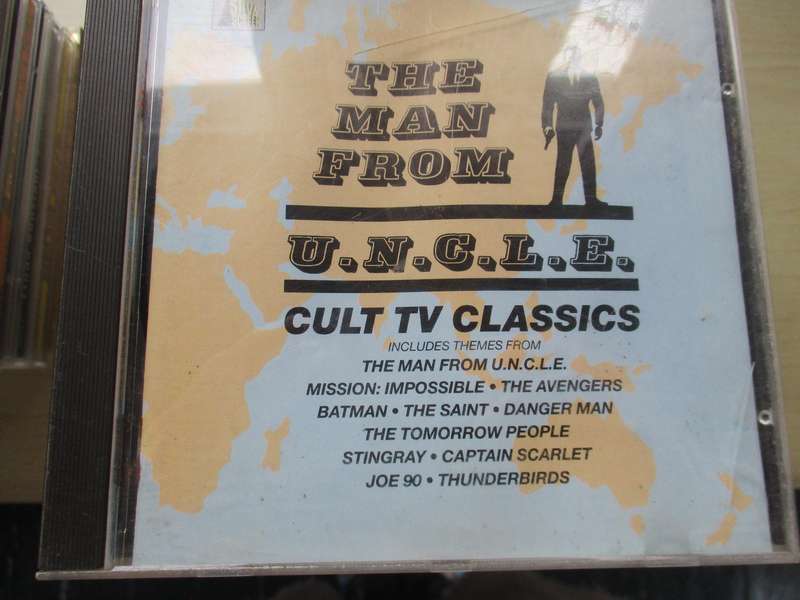 THE
MAN
FROM
U.N.C.L.E.
CULT TV CLASSICS
INCLUDES THEMES FROM
THE MAN FROM U.N.C.L.E.
MISSION: IMPOSSIBLE • THE AVENGERS
BATMAN • THE SAINT • DANGER MAN
THE TOMORROW PEOPLE
STINGRAY • CAPTAIN SCARLET
JOE 90 • THUNDERBIRDS